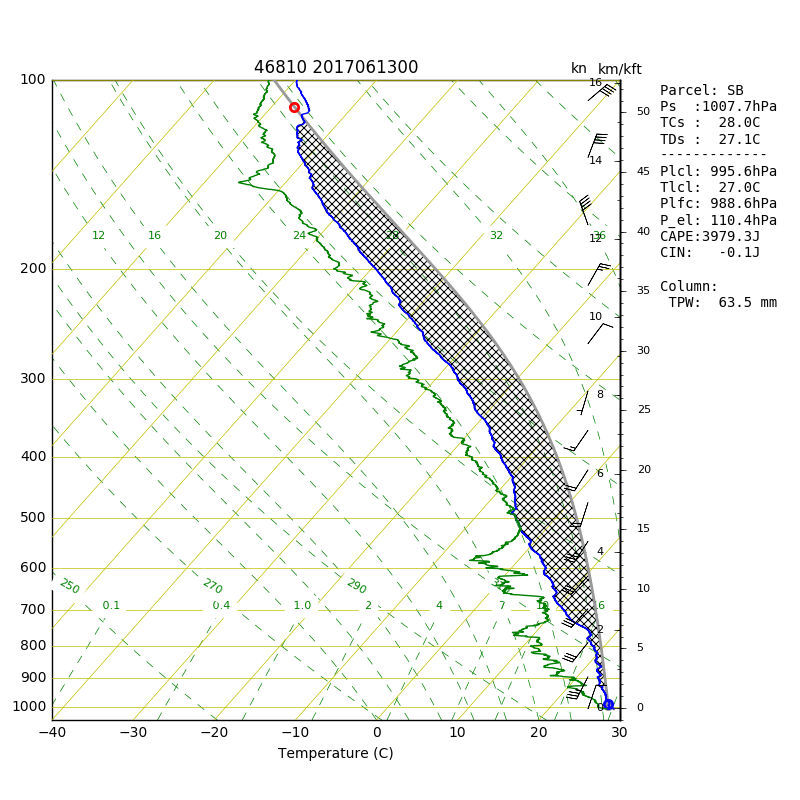 46810 2017061300
kn km/kft
Parcel: SB
Ps  :1007.7hPa
TCs :  28.0C
TDs :  27.1C
-------------
Plcl: 995.6hPa
Tlcl:  27.0C
Plfc: 988.6hPa
P_el: 110.4hPa
CAPE:3979.3J
CIN:   -0.1J
Column:
TPW:  63.5 mm
100
200
300
400
500
600
700
800
900
1000
16
14
12
10
8
6
4
2
0
50
45
40
35
30
25
20
15
10
5
0
12 16 20 24 28 32 36
250 270 290
0.1 0.4 1.0 2 4 7 10 6
−40 −30 −20 −10 0 10 20 30
Temperature (C)